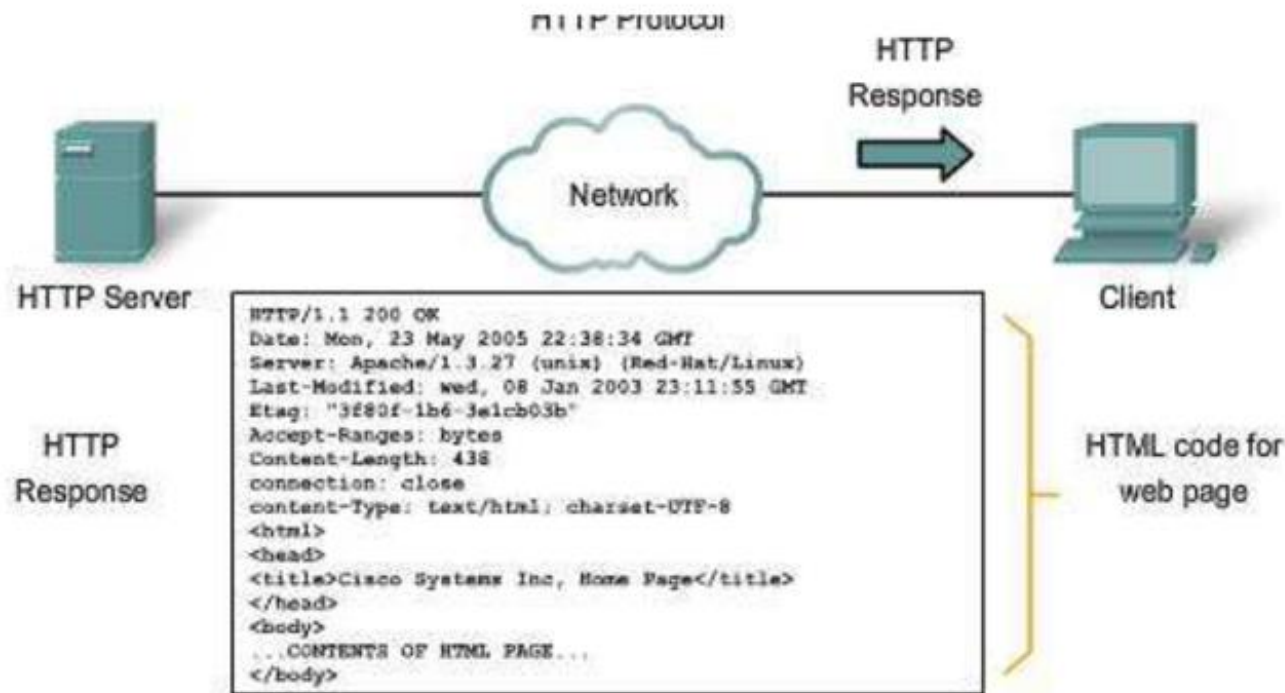 HTTP Protocol
HTTP
Response
Network
HTTP Server
Client
HTTP/1.1 200 OK
Date: Mon, 23 May 2005 22:38:34 GMT
Server: Apache/1.3.27 (unix) (Red-Hat/Linux)
Last-Modified: wed, 08 Jan 2003 23:11:55 GMT
Etag: "3f80f-1b6-3e1cb03b"
Accept-Ranges: bytes
Content-Length: 438
connection: close
content-Type: text/html; charset-UTF-8
<html>
<head>
<title>Cisco Systems Inc, Home Page</title>
</head>
<body>
...CONTENTS OF HTML PAGE...
</body>
HTTP
Response
HTML code for
web page